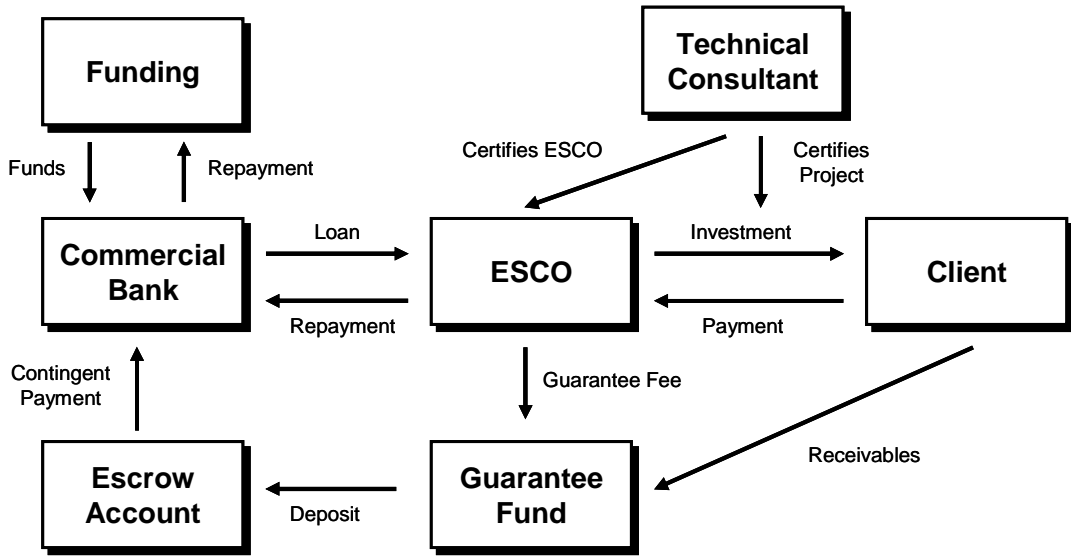 Funding
Technical
Consultant
Funds
Repayment
Certifies ESCO
Certifies
Project
Commercial
Bank
Loan
ESCO
Investment
Client
Repayment
Payment
Contingent
Payment
Guarantee Fee
Receivables
Escrow
Account
Deposit
Guarantee
Fund